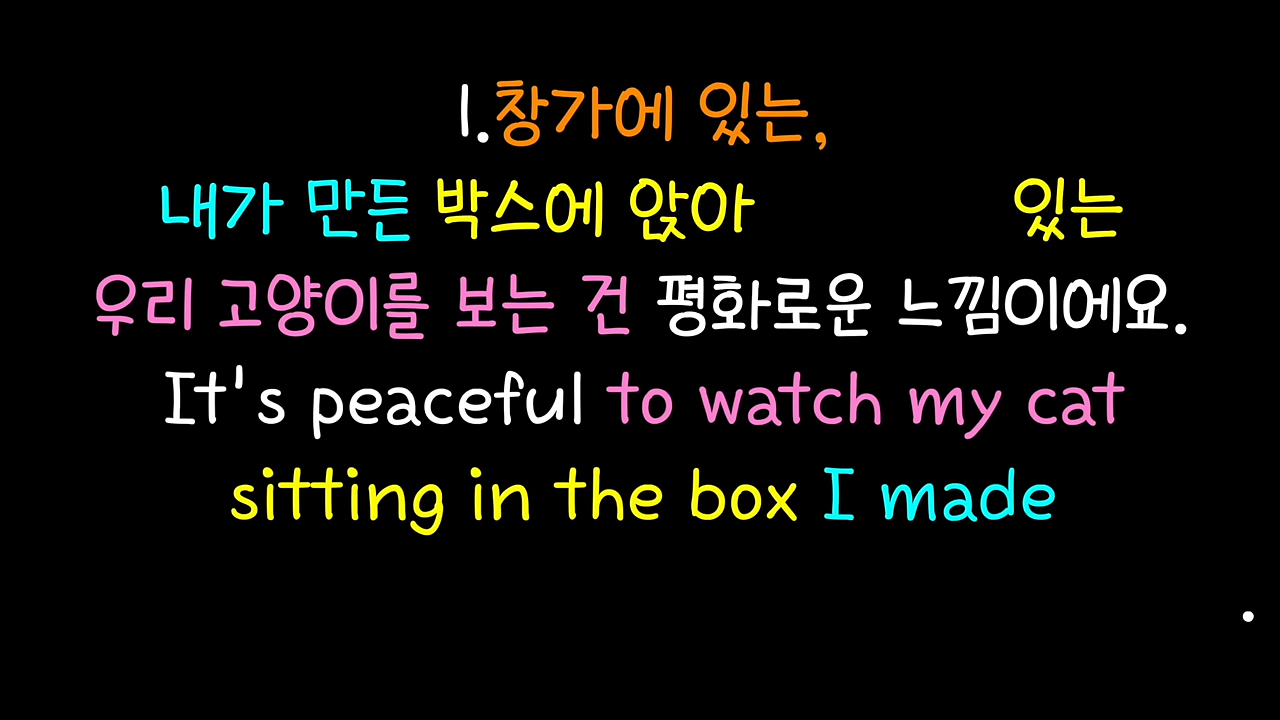 1.창가에 있는,
내가 만든 박스에 앉아 있는
우리 고양이를 보는 건 평화로운 느낌이에요.
It's peaceful to watch my cat
sitting in the box I made
.